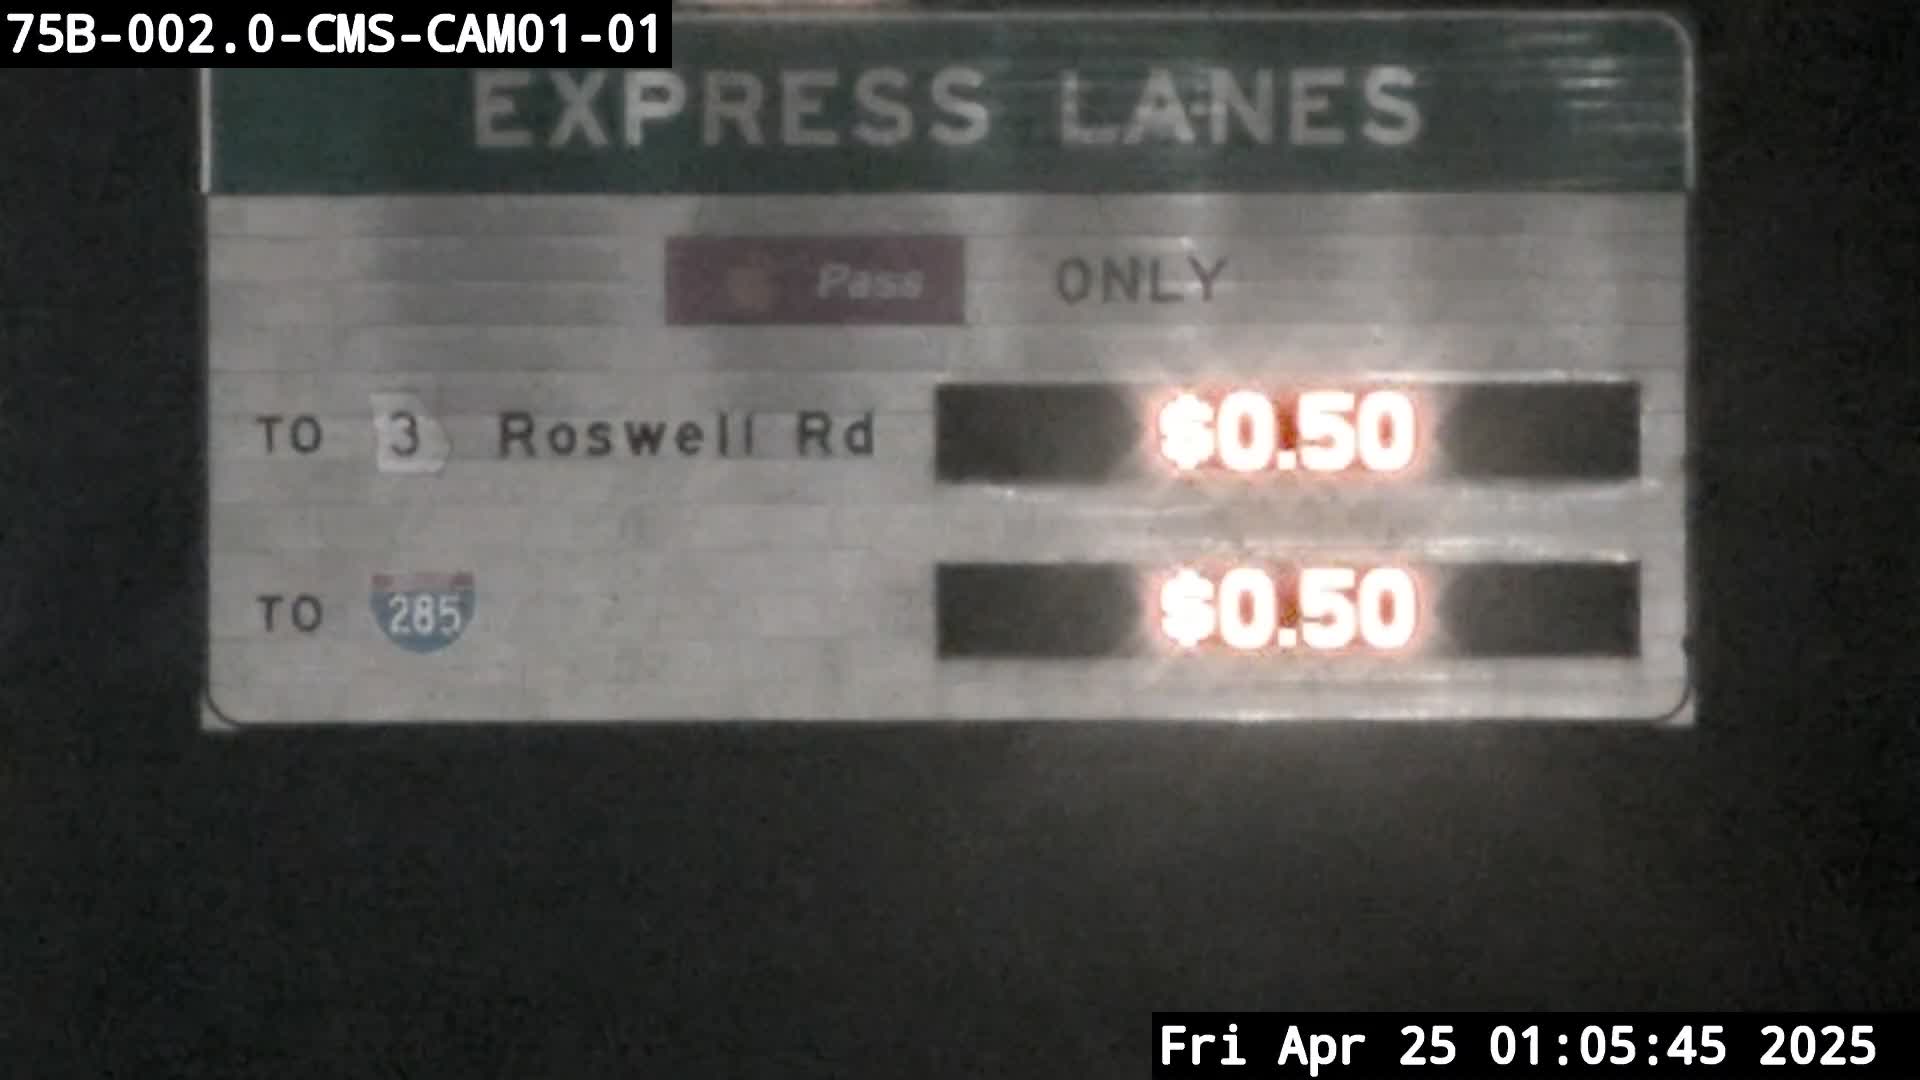 75B-002.0-CMS-CAM01-01
EXPRESS LANES
Pass ONLY
TO 3 Roswell Rd $0.50
TO 285 $0.50
Fri Apr 25 01:05:45 2025